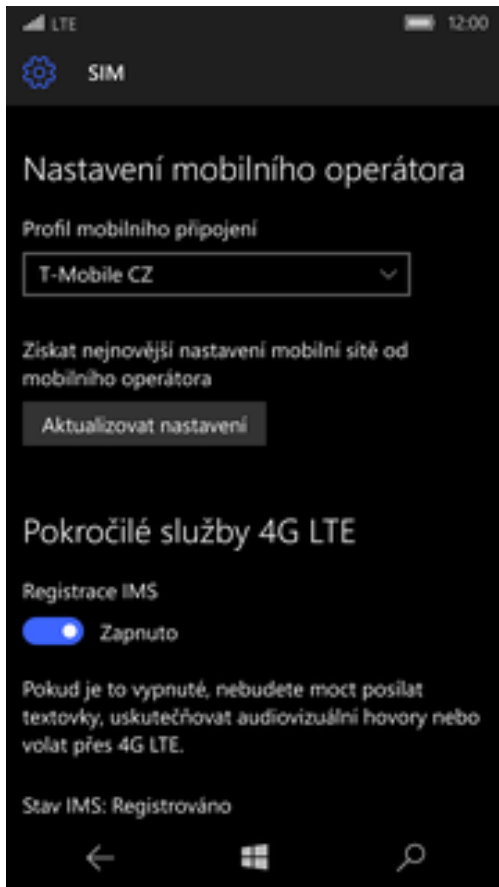 LTE 12:00
SIM
Nastavení mobilního operátora
Profil mobilního připojení
T-Mobile CZ
Získat nejnovější nastavení mobilní sítě od
mobilního operátora
Aktualizovat nastavení
Pokročilé služby 4G LTE
Registrace IMS
Zapnuto
Pokud je to vypnuté, nebudete moct posílat
textovky, uskutečňovat audiovizuální hovory nebo
volat přes 4G LTE.
Stav IMS: Registrováno